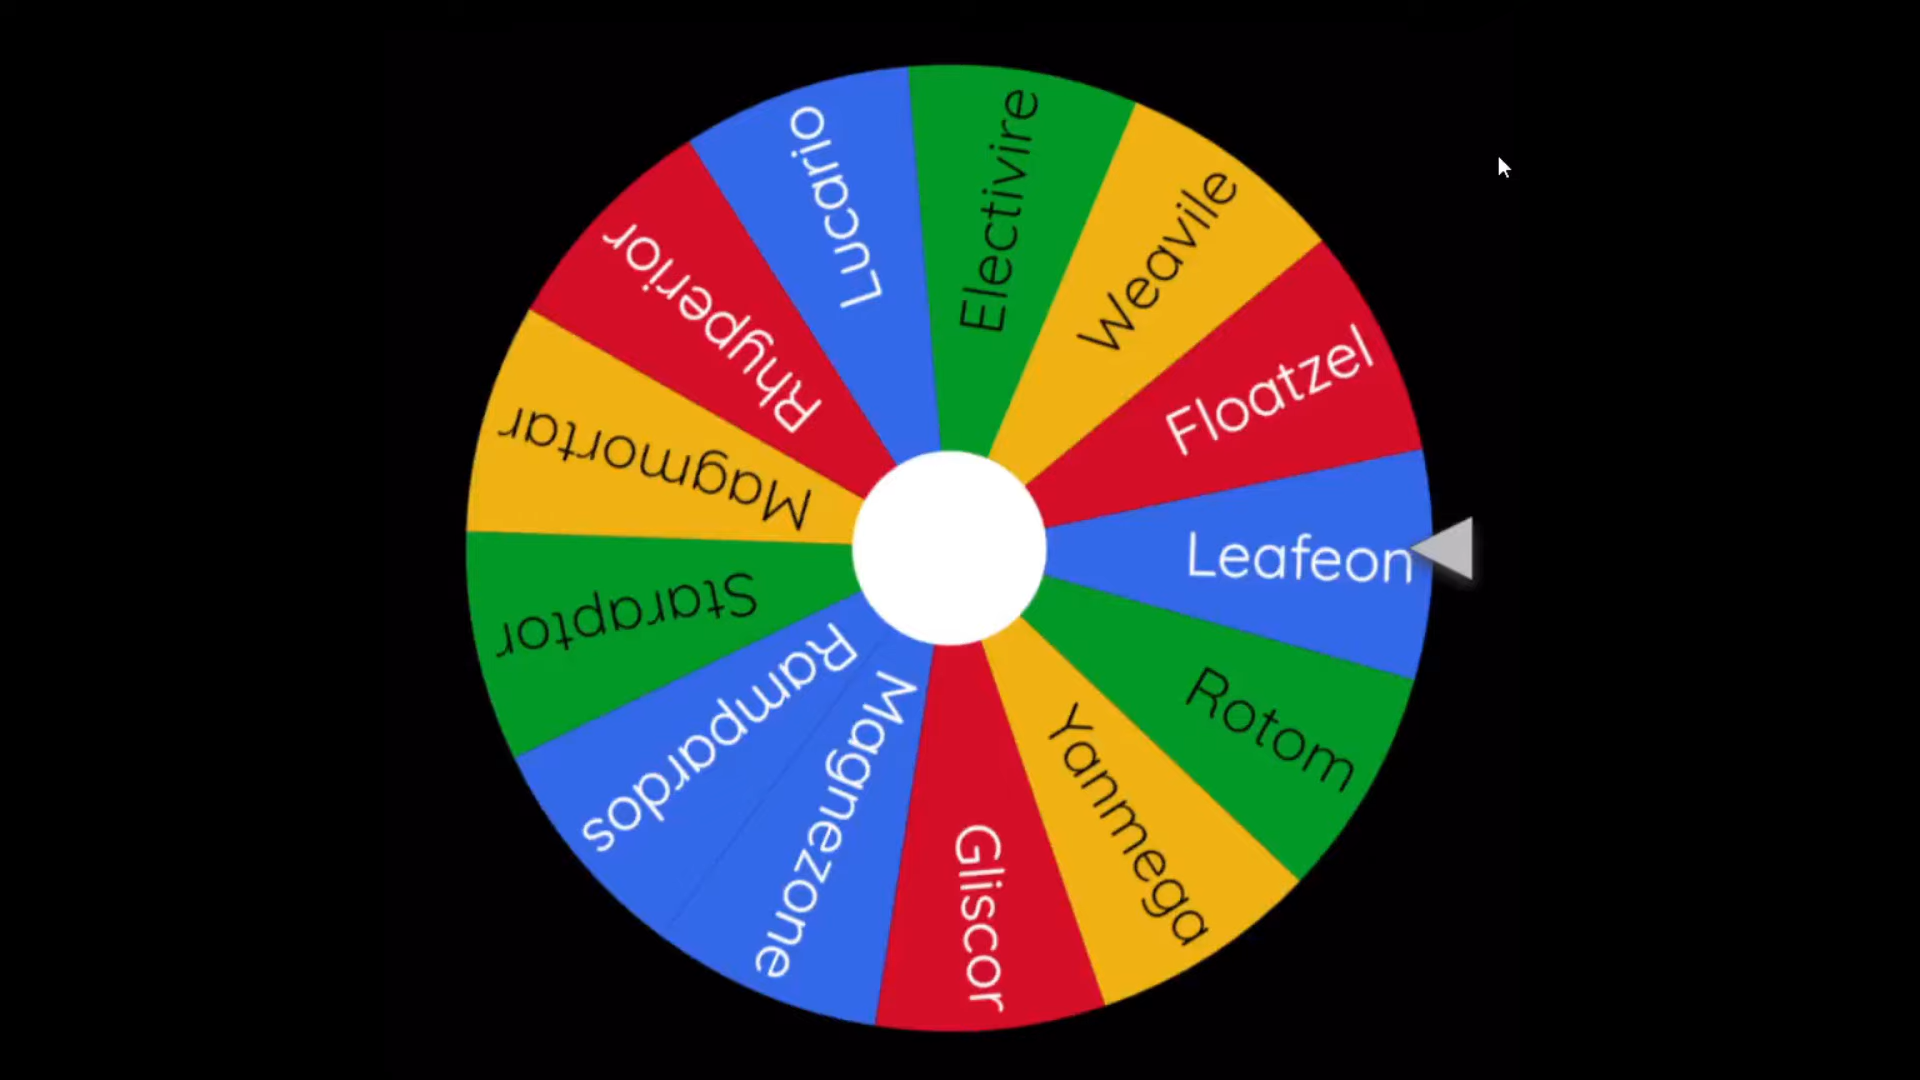 Electivire
Weavile
Floatzel
Leafeon
Rotom
Yanmega
Gliscor
Magnezone
Rampardos
Staraptor
Magmortar
Rhyperior
Lucario